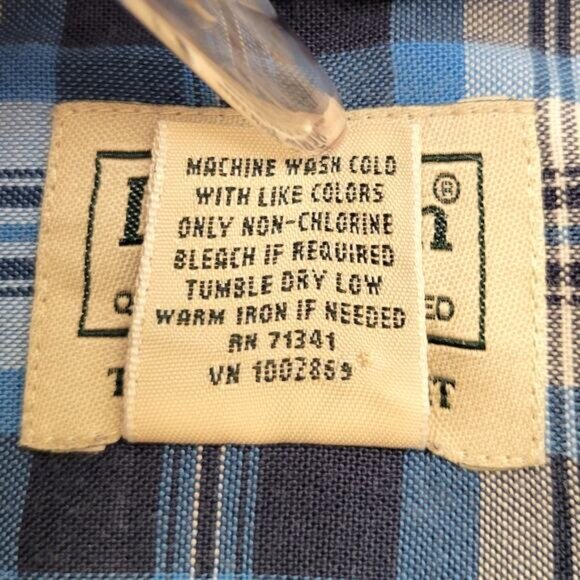 MACHINE WASH COLD
WITH LIKE COLORS
ONLY NON-CHLORINE
BLEACH IF REQUIRED
TUMBLE DRY LOW
WARM IRON IF NEEDED
RN 71341
VN 1002869